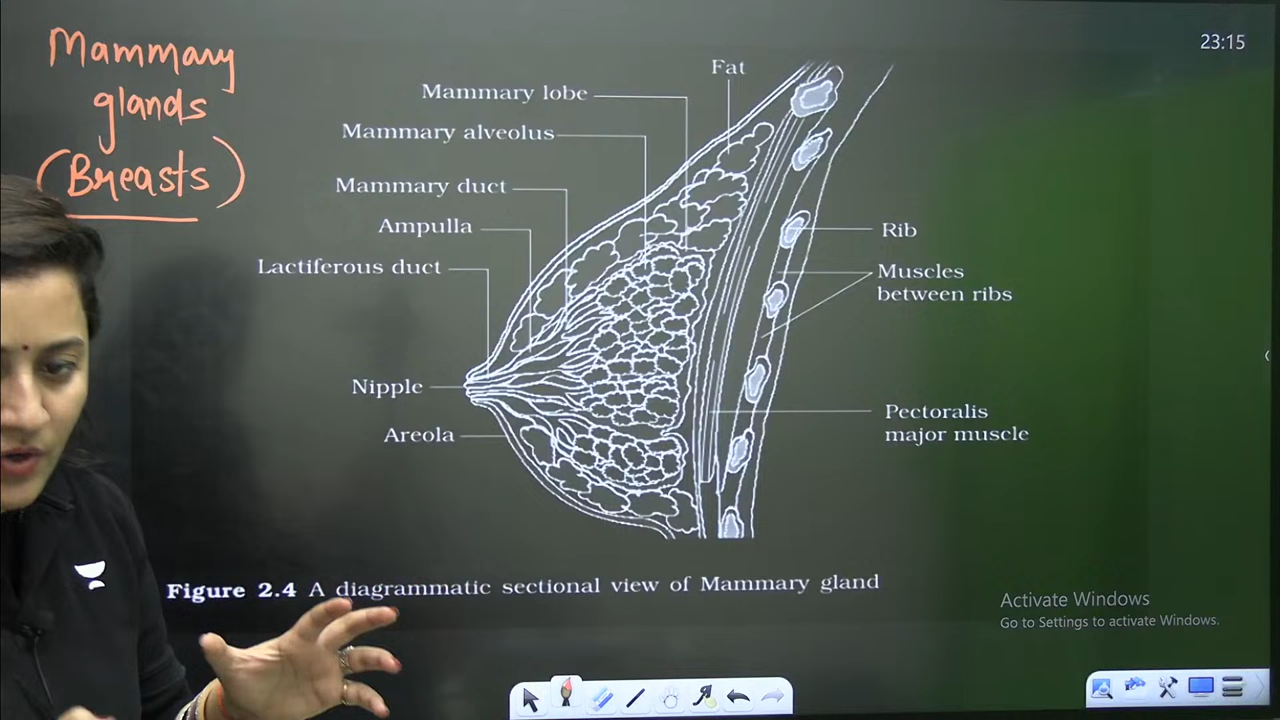 Mammary
glands
(Breasts)
23:15
Fat
Mammary lobe
Mammary alveolus
Mammary duct
Ampulla
Lactiferous duct
Nipple
Areola
Rib
Muscles
between ribs
Pectoralis
major muscle
Figure 2.4 A diagrammatic sectional view of Mammary gland
Activate Windows
Go to Settings to activate Windows.